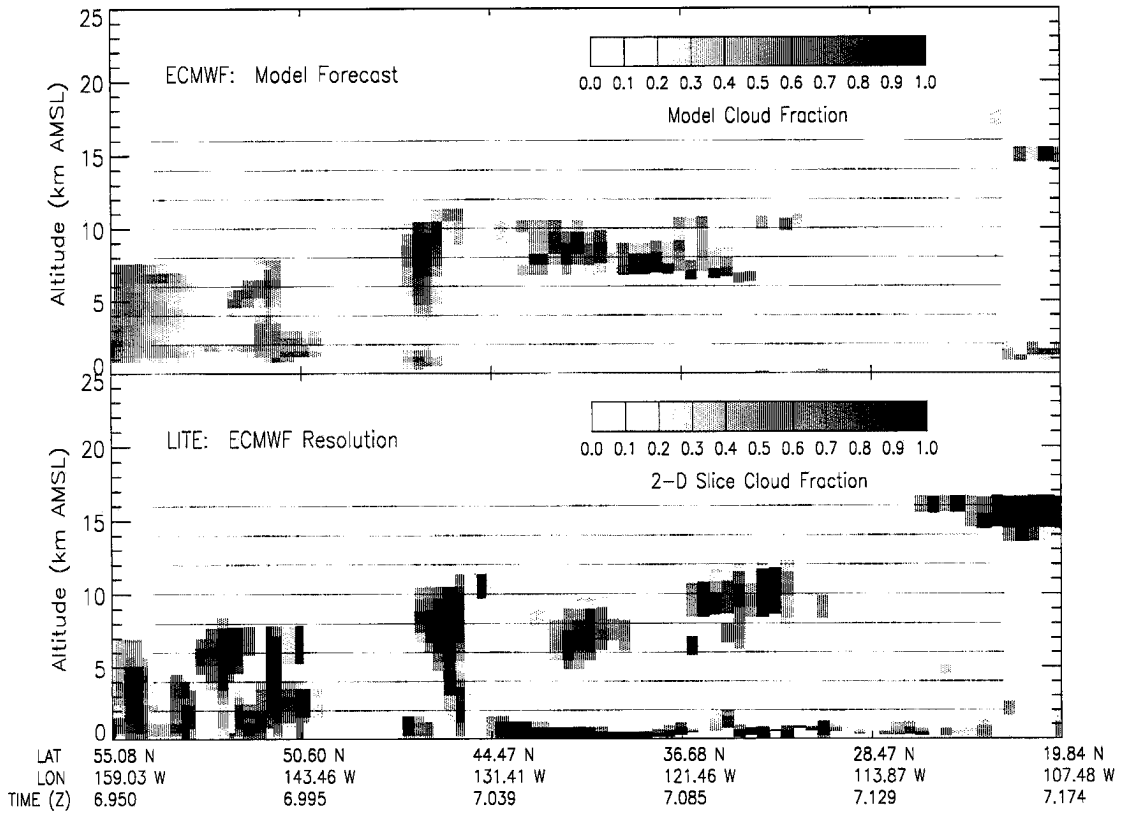 25
20
15
10
5
0
Altitude (km AMSL)
ECMWF: Model Forecast
0.0 0.1 0.2 0.3 0.4 0.5 0.6 0.7 0.8 1.0
Model Cloud Fraction
25
20
15
10
5
0
Altitude (km AMSL)
LITE: ECMWF Resolution
0.0 0.1 0.2 0.3 0.4 0.5 0.6 0.7 0.8 1.0
2-D Slice Cloud Fraction
LAT 55.08 N 50.60 N 44.47 N 36.68 N 28.47 N 19.84 N
LON 159.03 W 143.46 W 131.41 W 121.46 W 113.87 W 107.48 W
TIME (Z) 6.950 6.995 7.039 7.085 7.129 7.174